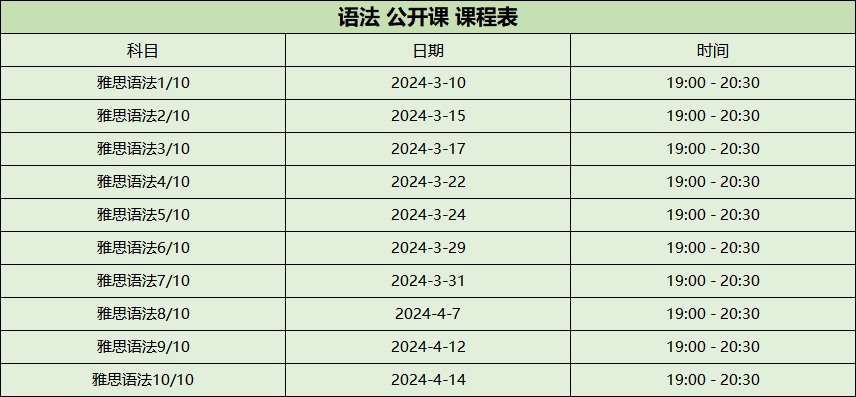 语法 公开课 课程表
科目 日期 时间
雅思语法1/10 2024-3-10 19:00 - 20:30
雅思语法2/10 2024-3-15 19:00 - 20:30
雅思语法3/10 2024-3-17 19:00 - 20:30
雅思语法4/10 2024-3-22 19:00 - 20:30
雅思语法5/10 2024-3-24 19:00 - 20:30
雅思语法6/10 2024-3-29 19:00 - 20:30
雅思语法7/10 2024-3-31 19:00 - 20:30
雅思语法8/10 2024-4-7 19:00 - 20:30
雅思语法9/10 2024-4-12 19:00 - 20:30
雅思语法10/10 2024-4-14 19:00 - 20:30